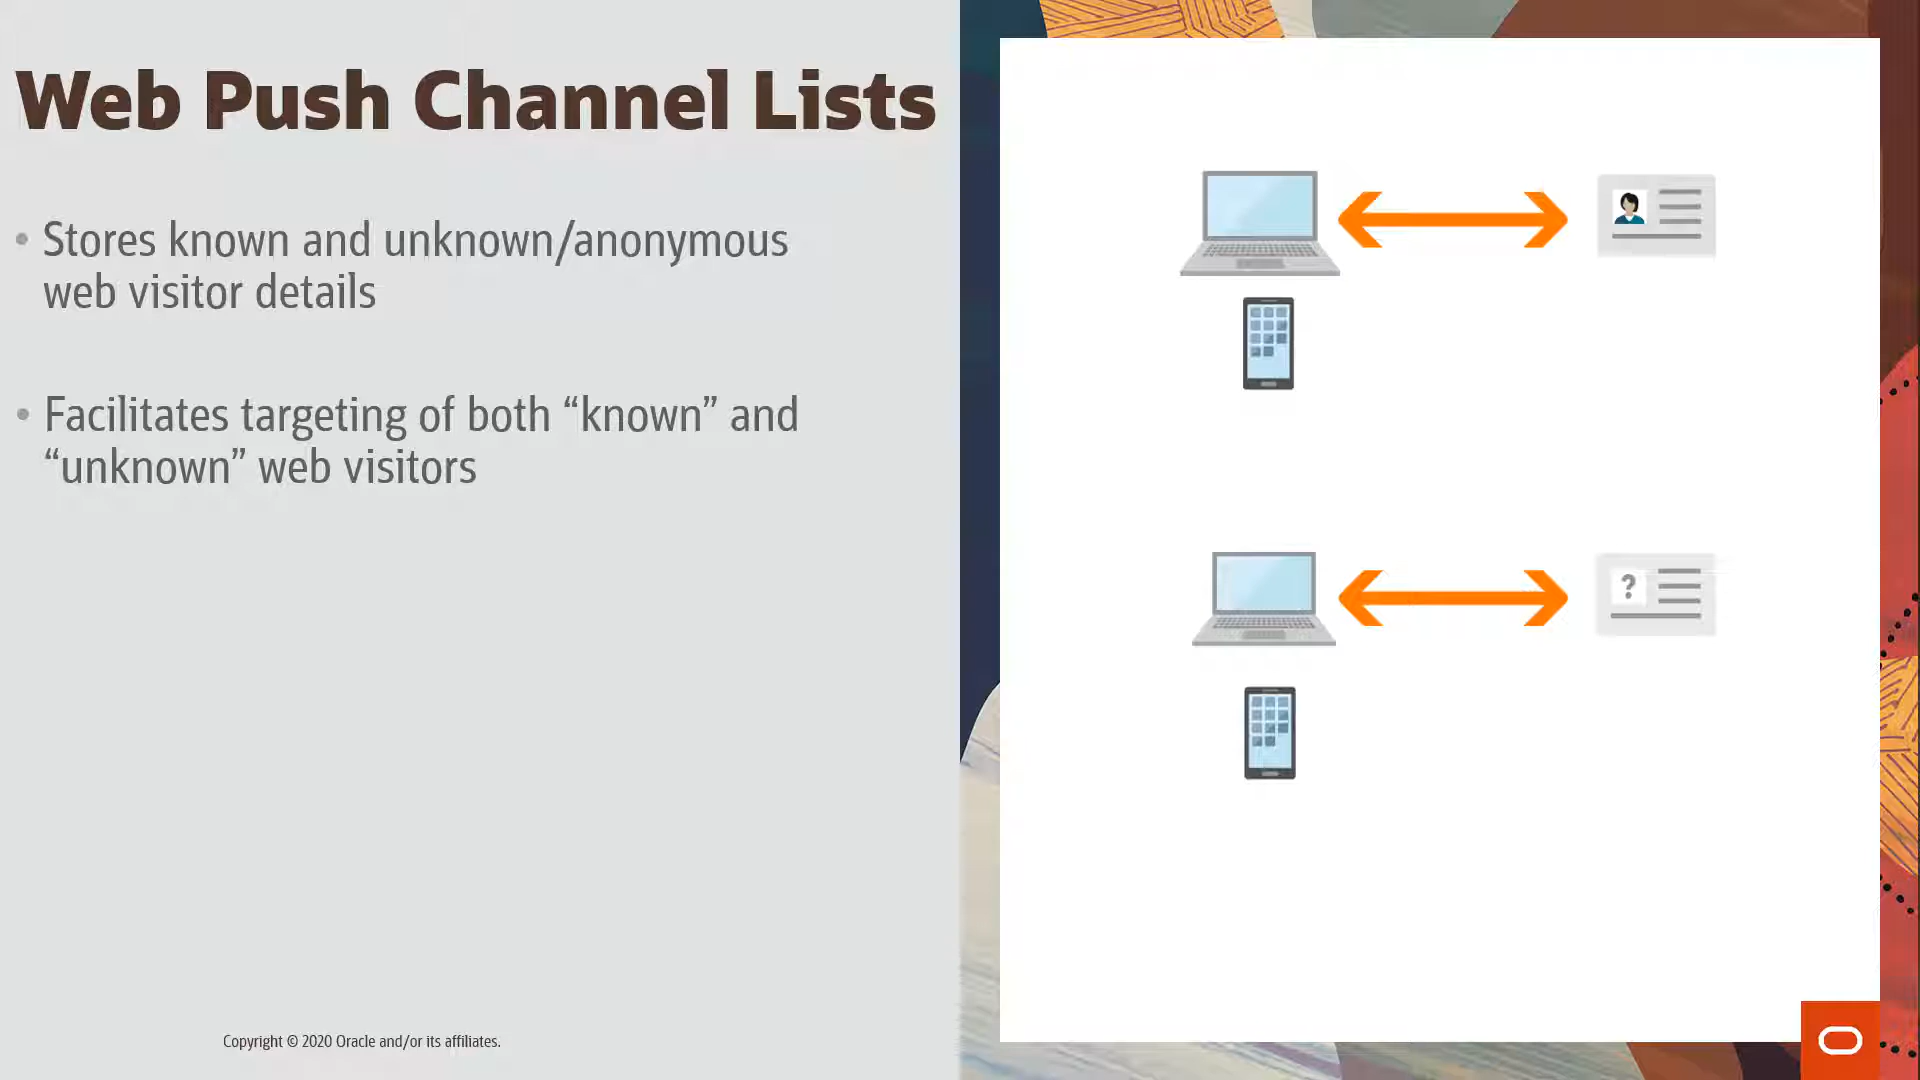 Web Push Channel Lists
• Stores known and unknown/anonymous
web visitor details
• Facilitates targeting of both “known” and
“unknown” web visitors
?
Copyright © 2020 Oracle and/or its affiliates.